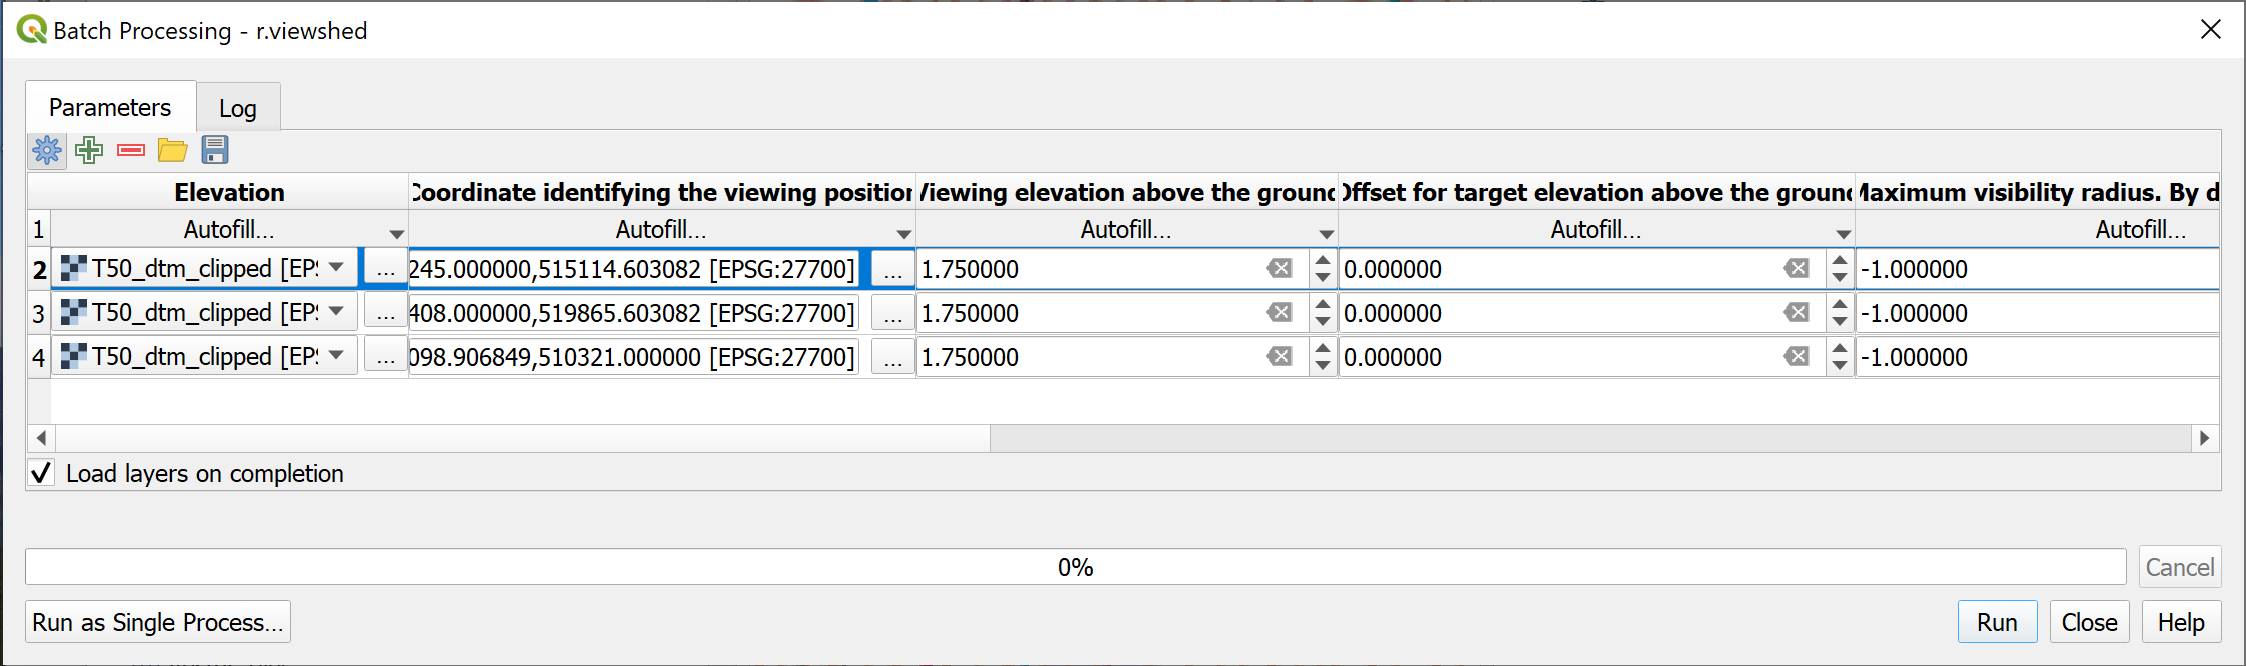 Batch Processing - r.viewshed
Parameters Log
Elevation Coordinate identifying the viewing position Viewing elevation above the ground Offset for target elevation above the ground Maximum visibility radius. By d
1 Autofill... Autofill... Autofill... Autofill... Autofill...
2 T50_dtm_clipped [EPS ... 245.000000,515114.603082 [EPSG:27700] ... 1.750000 0.000000 -1.000000
3 T50_dtm_clipped [EPS ... 408.000000,519865.603082 [EPSG:27700] ... 1.750000 0.000000 -1.000000
4 T50_dtm_clipped [EPS ... 098.906849,510321.000000 [EPSG:27700] ... 1.750000 0.000000 -1.000000
Load layers on completion
0% Cancel
Run as Single Process... Run Close Help